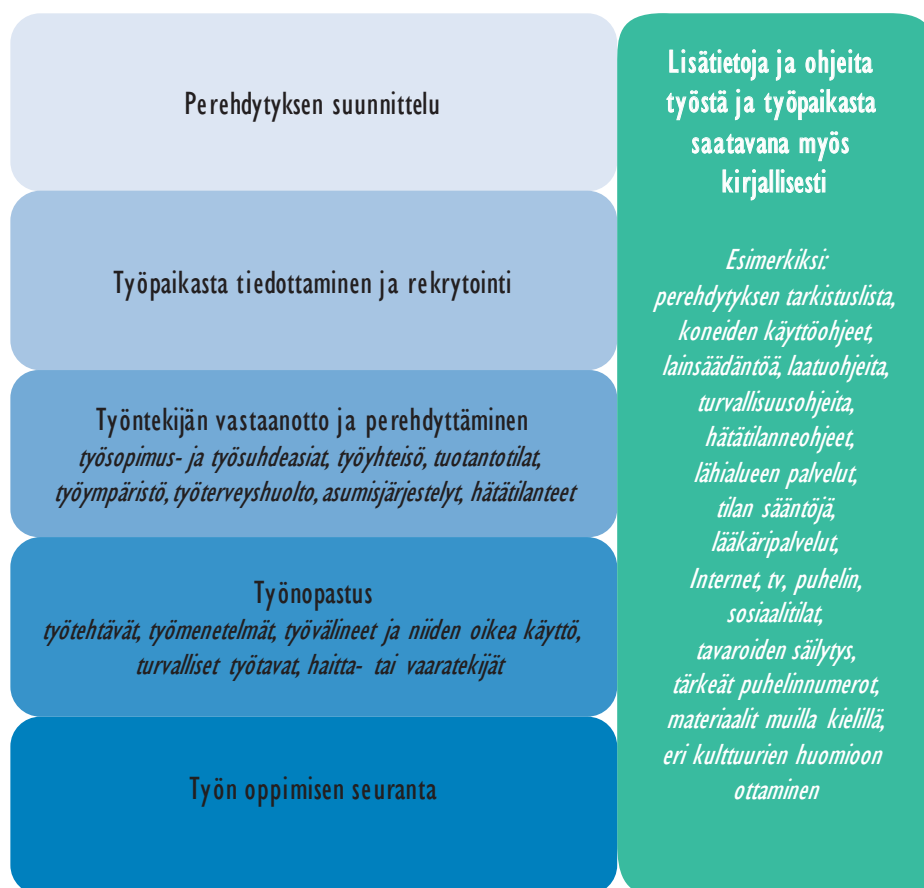 Perehdytyksen suunnittelu
Työpaikasta tiedottaminen ja rekrytointi
Työntekijän vastaanotto ja perehdyttäminen
työsopimus- ja työsuhdeasiat, työyhteisö, tuotantotilat,
työympäristö, työterveyshuolto, asumisjärjestelyt, hätätilanteet
Työnopastus
työtehtävät, työmenetelmät, työvälineet ja niiden oikea käyttö,
turvalliset työtavat, haitta- tai vaaratekijät
Työn oppimisen seuranta
Lisätietoja ja ohjeita
työstä ja työpaikasta
saatavana myös
kirjallisesti
Esimerkiksi:
perehdytyksen tarkistuslista,
koneiden käyttöohjeet,
lainsäädäntöä, laatuohjeita,
turvallisuusohjeita,
hätätilanneohjeet,
lähialueen palvelut,
tilan sääntöjä,
lääkäripalvelut,
Internet, tv, puhelin,
sosiaalitilat,
tavaroiden säilytys,
tärkeät puhelinnumerot,
materiaalit muilla kielillä,
eri kulttuurien huomioon
ottaminen